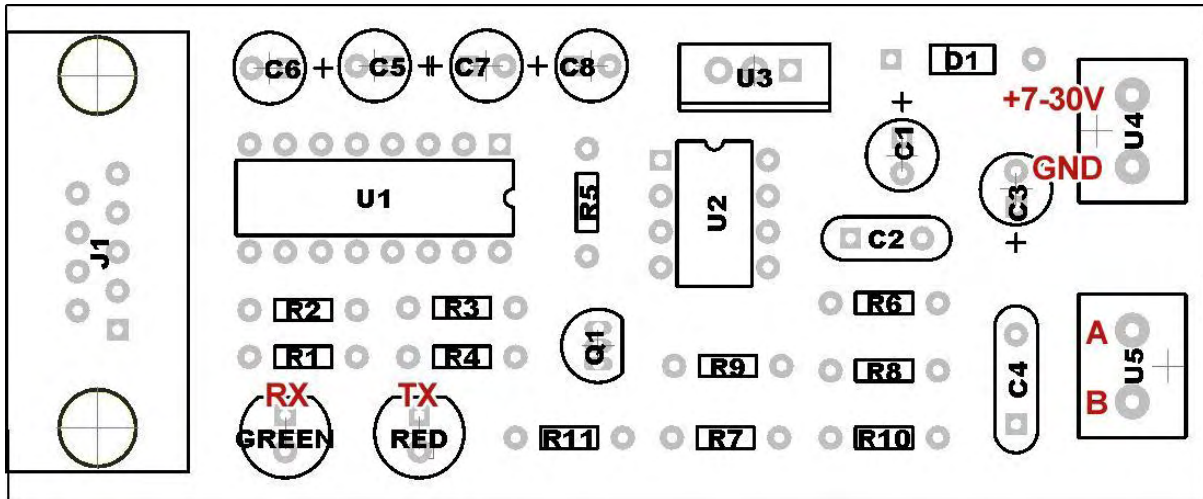 C6 + C5 ++ C7 + C8
U3
D1
+7-30V
U4
GND
+
C1
C3
+
U1
R5
U2
C2
J1
R2
R3
R6
R1
R4
Q1
R9
R8
C4
A
U5
B
RX
TX
GREEN
RED
R11
R7
R10